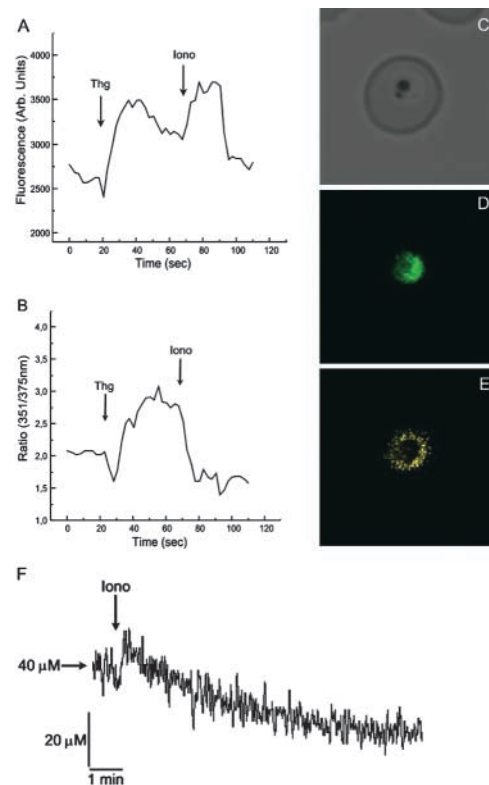 A
Fluorescence (Arb. Units)
4000
3500
3000
2500
2000
Thg
Iono
0 20 40 60 80 100 120
Time (sec)
B
Ratio (351/375nm)
4,0
3,5
3,0
2,5
2,0
1,5
1,0
Thg
Iono
0 20 40 60 80 100 120
Time (sec)
C
D
E
F
Iono
40 µM
20 µM
1 min